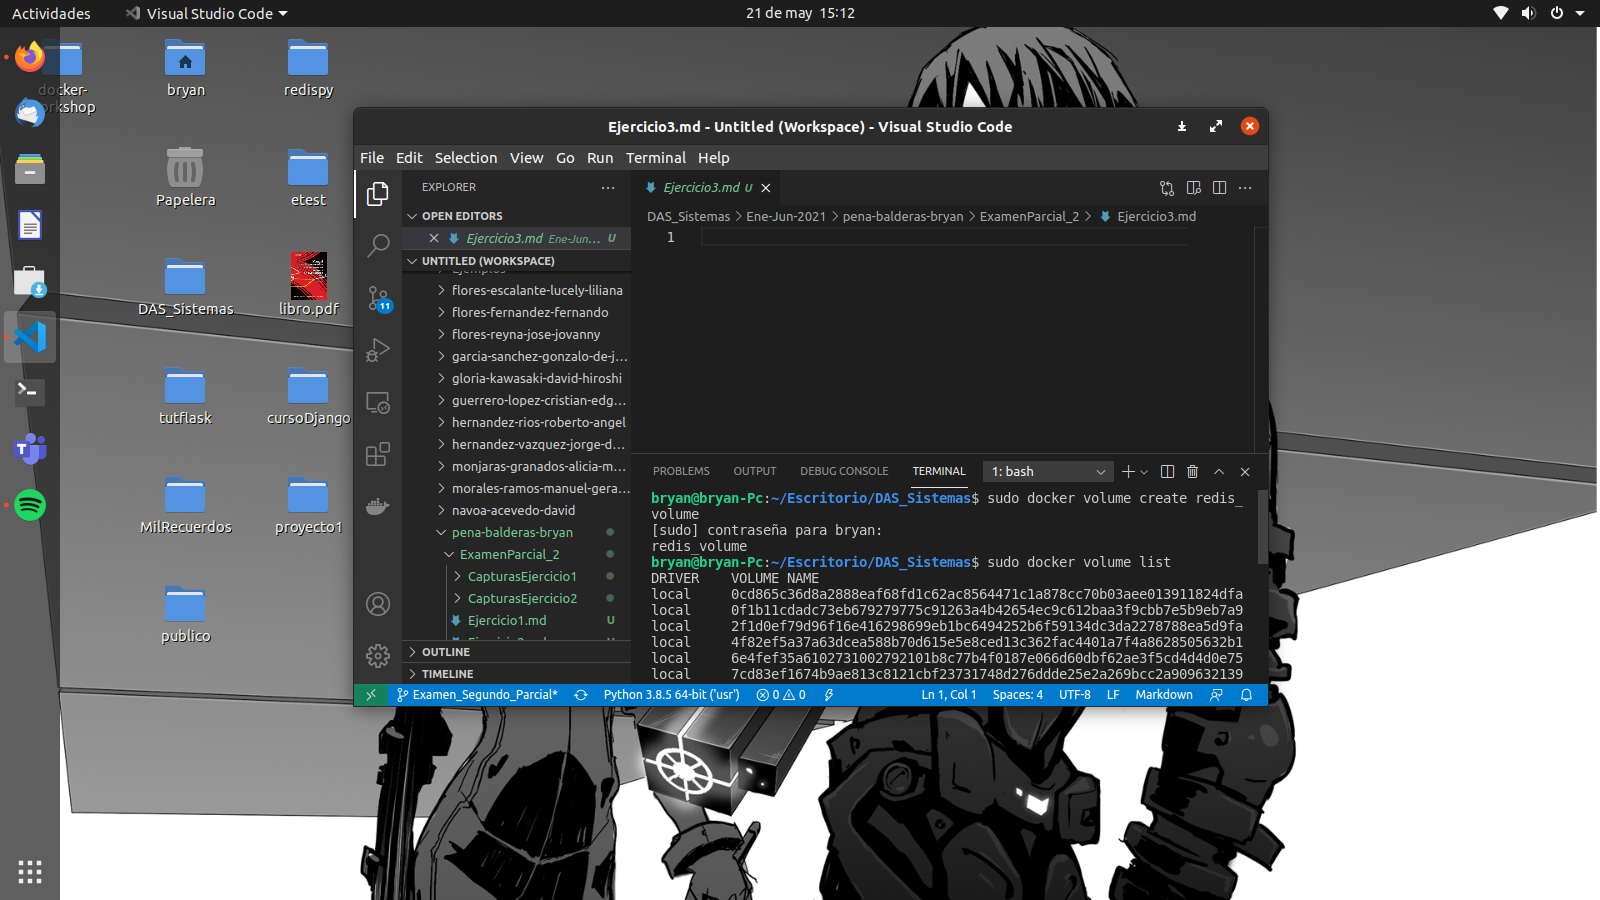 Actividades
Visual Studio Code
21 de may 15:12
docker-
workshop
bryan
redispy
Papelera
etest
DAS_Sistemas
libro.pdf
tutflask
cursoDjango
MilRecuerdos
proyecto1
publico
Ejercicio3.md - Untitled (Workspace) - Visual Studio Code
File Edit Selection View Go Run Terminal Help
EXPLORER
OPEN EDITORS
Ejercicio3.md Ene-Jun... U
UNTITLED (WORKSPACE)
Ejemplos
flores-escalante-lucely-liliana
flores-fernandez-fernando
flores-reyna-jose-jovanny
garcia-sanchez-gonzalo-de-j...
gloria-kawasaki-david-hiroshi
guerrero-lopez-cristian-edg...
hernandez-rios-roberto-angel
hernandez-vazquez-jorge-d...
monjaras-granados-alicia-m...
morales-ramos-manuel-gera...
navoa-acevedo-david
pena-balderas-bryan
ExamenParcial_2
CapturasEjercicio1
CapturasEjercicio2
Ejercicio1.md U
OUTLINE
TIMELINE
11
Ejercicio3.md U
DAS_Sistemas > Ene-Jun-2021 > pena-balderas-bryan > ExamenParcial_2 > Ejercicio3.md
1
PROBLEMS OUTPUT DEBUG CONSOLE TERMINAL 1: bash
bryan@bryan-Pc:~/Escritorio/DAS_Sistemas$ sudo docker volume create redis_
volume
[sudo] contraseña para bryan:
redis_volume
bryan@bryan-Pc:~/Escritorio/DAS_Sistemas$ sudo docker volume list
DRIVER VOLUME NAME
local 0cd865c36d8a2888eaf68fd1c62ac8564471c1a878cc70b03aee013911824dfa
local 0f1b11cdadc73eb679279775c91263a4b42654ec9c612baa3f9cbb7e5b9eb7a9
local 2f1d0ef79d96f16e416298699eb1bc6494252b6f59134dc3da2278788ea5d9fa
local 4f82ef5a37a63dcea588b70d615e5e8ced13c362fac4401a7f4a8628505632b1
local 6e4fef35a6102731002792101b8c77b4f0187e066d60dbf62ae3f5cd4d4d0e75
local 7cd83ef1674b9ae813c8121cbf23731748d276ddde25e2a269bcc2a909632139
Examen_Segundo_Parcial* Python 3.8.5 64-bit ('usr') 0 0 Ln 1, Col 1 Spaces: 4 UTF-8 LF Markdown